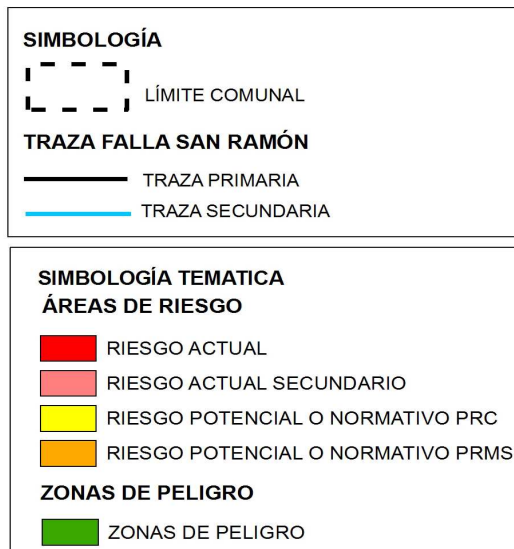 SIMBOLOGÍA
LÍMITE COMUNAL
TRAZA FALLA SAN RAMÓN
TRAZA PRIMARIA
TRAZA SECUNDARIA
SIMBOLOGÍA TEMATICA
ÁREAS DE RIESGO
RIESGO ACTUAL
RIESGO ACTUAL SECUNDARIO
RIESGO POTENCIAL O NORMATIVO PRC
RIESGO POTENCIAL O NORMATIVO PRMS
ZONAS DE PELIGRO
ZONAS DE PELIGRO